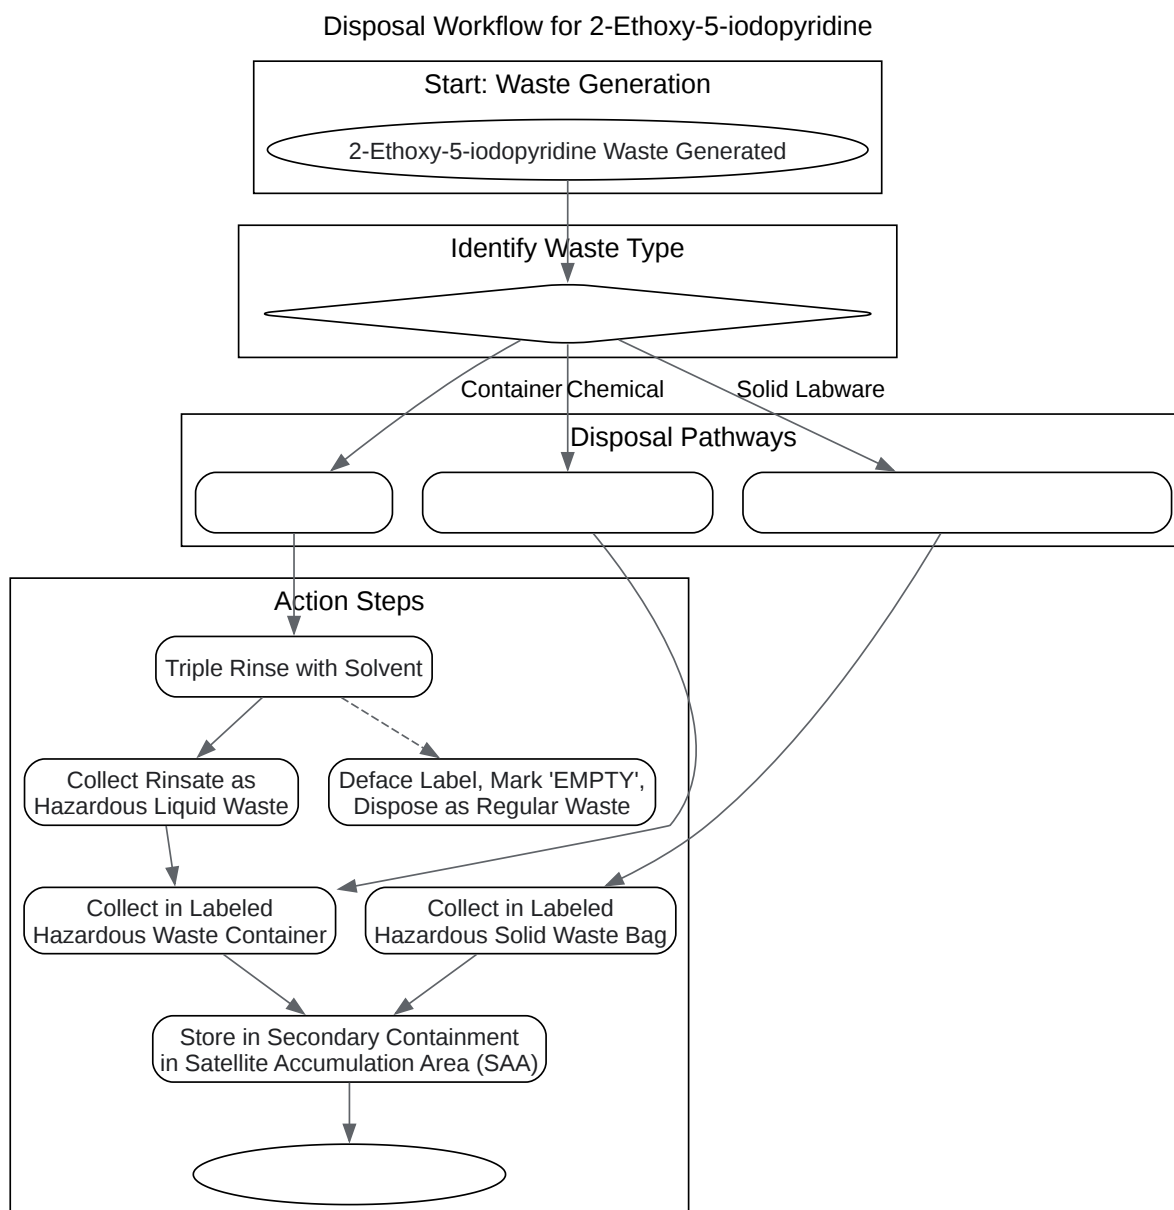 Disposal Workflow for 2-Ethoxy-5-iodopyridine
Start: Waste Generation
2-Ethoxy-5-iodopyridine Waste Generated
Identify Waste Type
Container
Chemical
Solid Labware
Disposal Pathways
Action Steps
Triple Rinse with Solvent
Collect Rinsate as
Hazardous Liquid Waste
Deface Label, Mark 'EMPTY',
Dispose as Regular Waste
Collect in Labeled
Hazardous Waste Container
Collect in Labeled
Hazardous Solid Waste Bag
Store in Secondary Containment
in Satellite Accumulation Area (SAA)